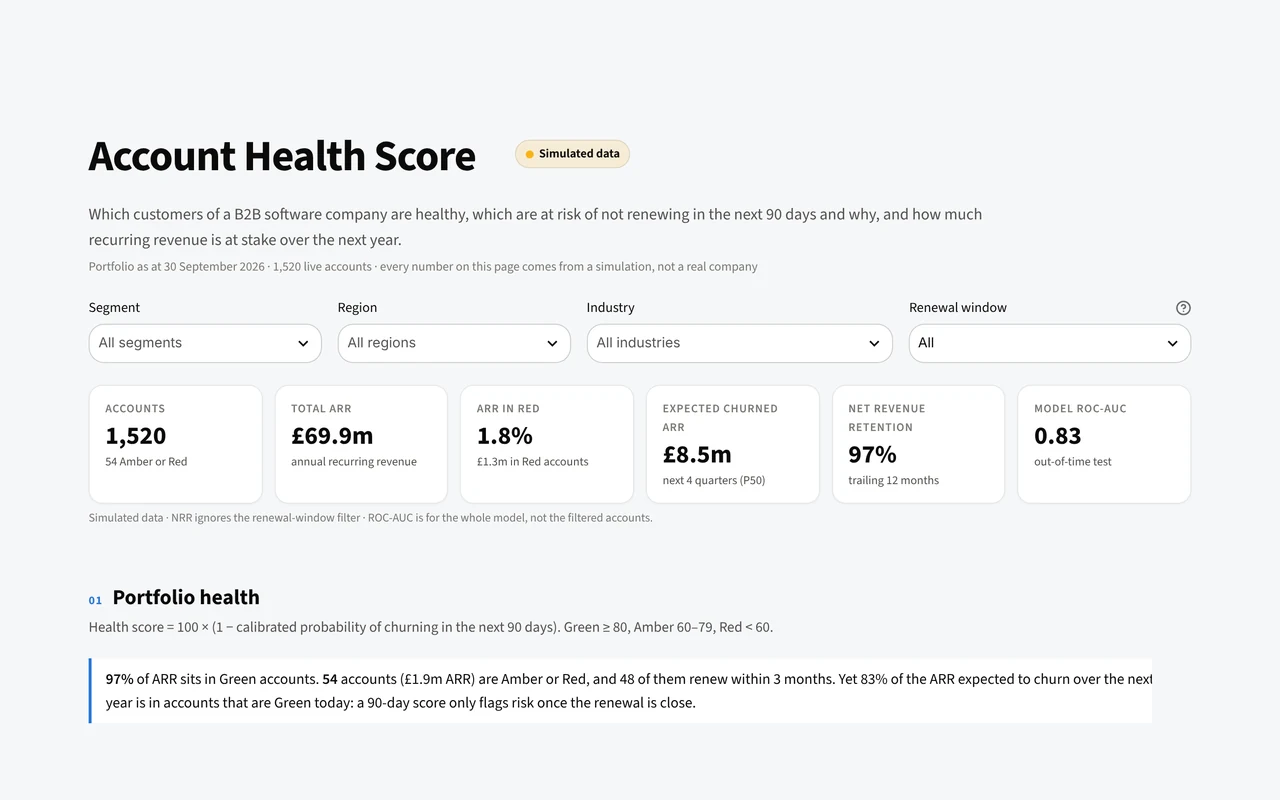 Account Health Score
Simulated data
Which customers of a B2B software company are healthy, which are at risk of not renewing in the next 90 days and why, and how much
recurring revenue is at stake over the next year.
Portfolio as at 30 September 2026 · 1,520 live accounts · every number on this page comes from a simulation, not a real company
Segment
Region
Industry
Renewal window
All segments
All regions
All industries
All
ACCOUNTS
1,520
54 Amber or Red
TOTAL ARR
£69.9m
annual recurring revenue
ARR IN RED
1.8%
£1.3m in Red accounts
EXPECTED CHURNED
ARR
£8.5m
next 4 quarters (P50)
NET REVENUE
RETENTION
97%
trailing 12 months
MODEL ROC-AUC
0.83
out-of-time test
Simulated data · NRR ignores the renewal-window filter · ROC-AUC is for the whole model, not the filtered accounts.
01 Portfolio health
Health score = 100 × (1 − calibrated probability of churning in the next 90 days). Green ≥ 80, Amber 60–79, Red < 60.
97% of ARR sits in Green accounts. 54 accounts (£1.9m ARR) are Amber or Red, and 48 of them renew within 3 months. Yet 83% of the ARR expected to churn over the next
year is in accounts that are Green today: a 90-day score only flags risk once the renewal is close.